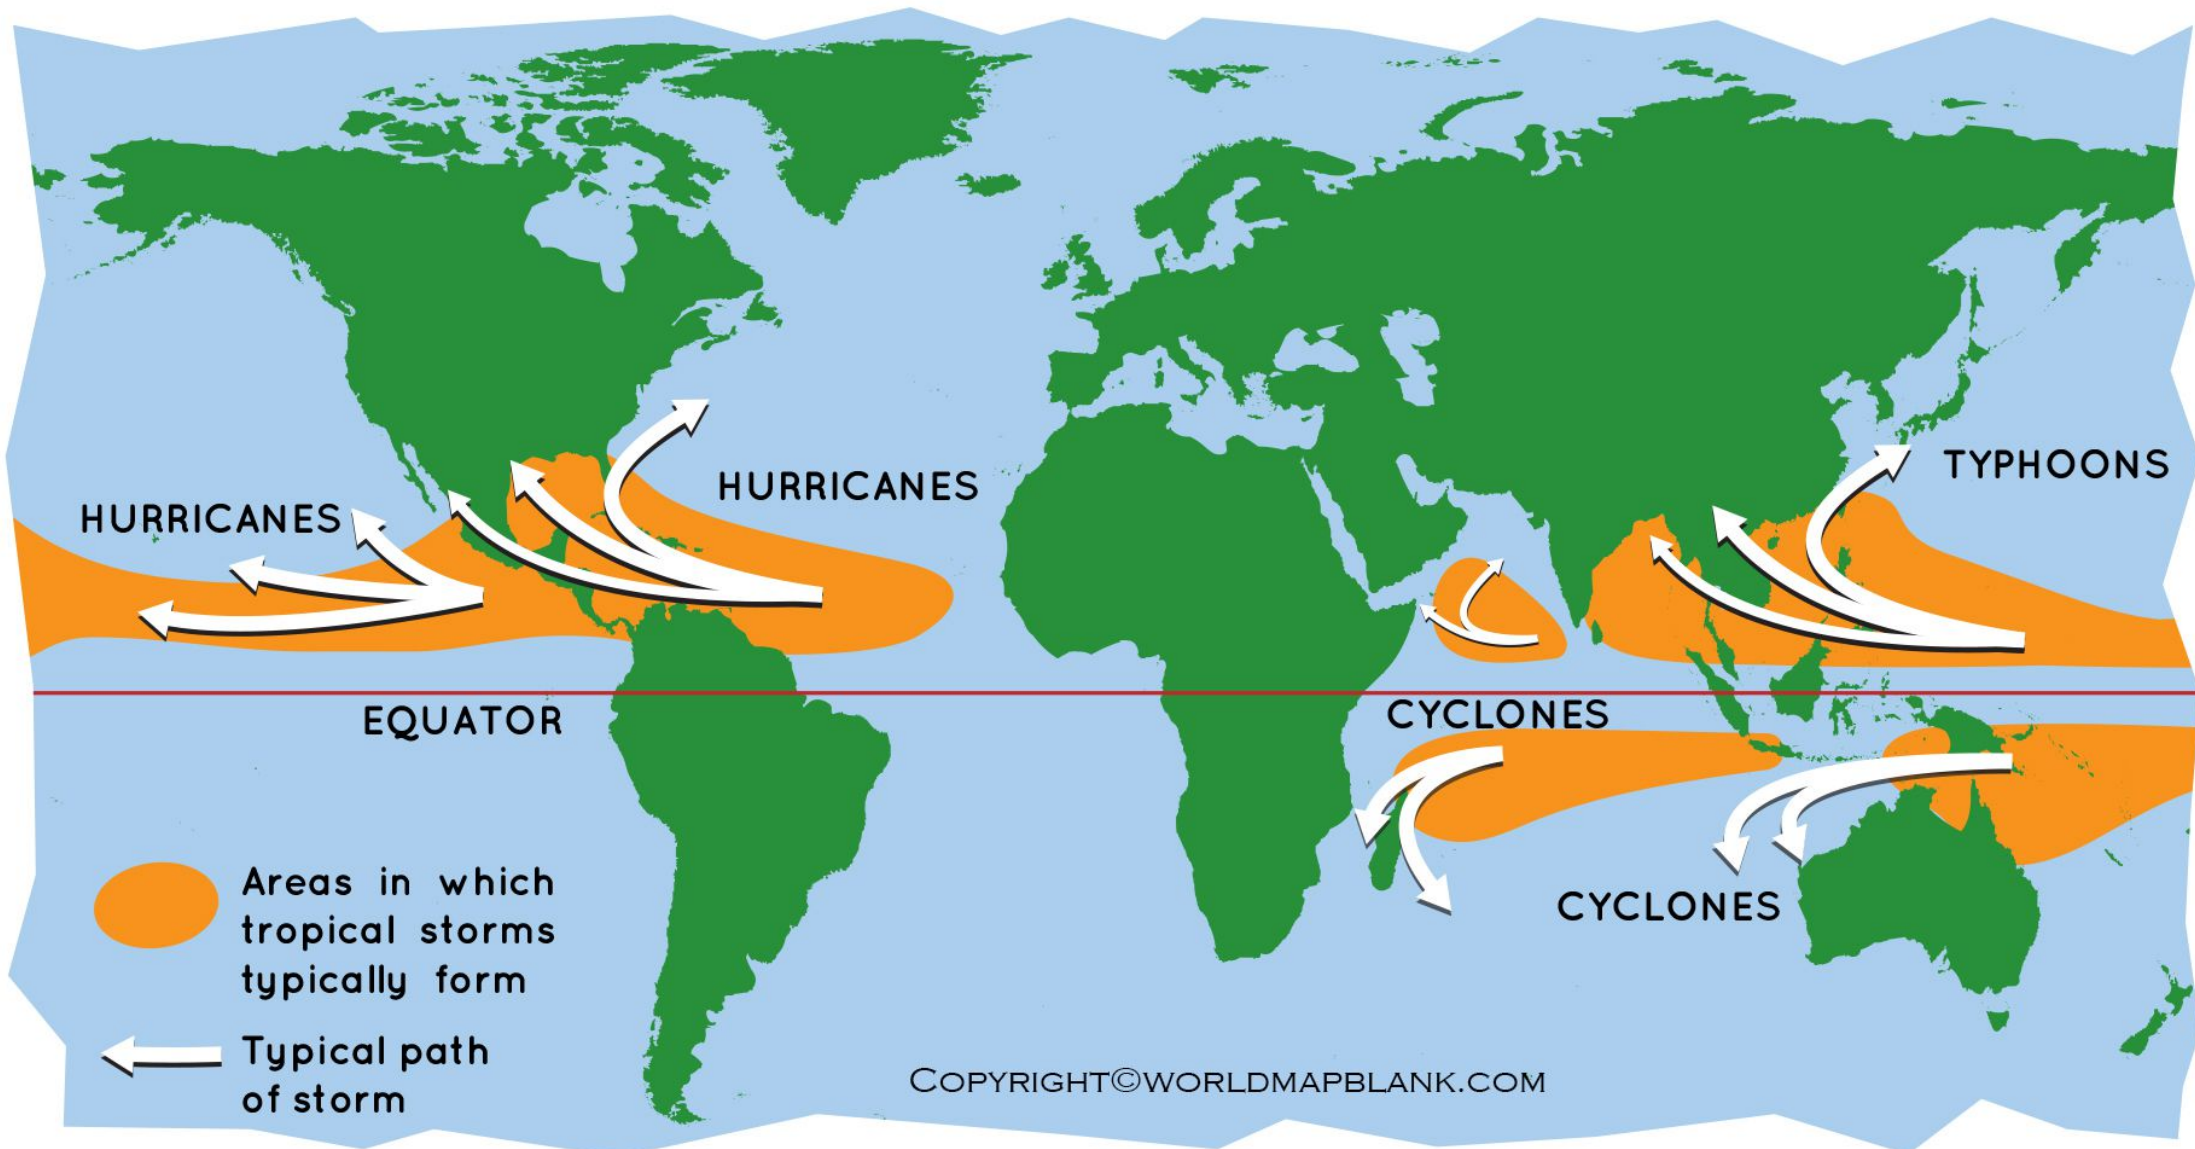 HURRICANES
TYPHOONS
HURRICANES
CYCLONES
EQUATOR
Areas in which
tropical storms
typically form
CYCLONES
Typical path
of storm
COPYRIGHT©WORLDMAPBLANK.COM